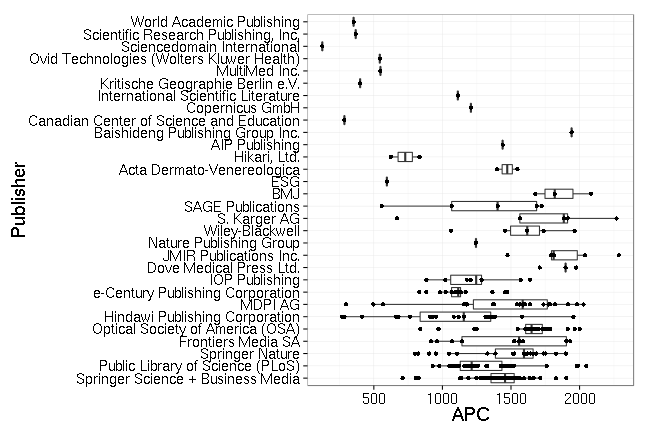 World Academic Publishing
Scientific Research Publishing, Inc.
Sciencedomain International
Ovid Technologies (Wolters Kluwer Health)
MultiMed Inc.
Kritische Geographie Berlin e.V.
International Scientific Literature
Copernicus GmbH
Canadian Center of Science and Education
Baishideng Publishing Group Inc.
AIP Publishing
Hikari, Ltd.
Acta Dermato-Venereologica
ESG
BMJ
SAGE Publications
S. Karger AG
Wiley-Blackwell
Nature Publishing Group
JMIR Publications Inc.
Dove Medical Press Ltd.
IOP Publishing
e-Century Publishing Corporation
MDPI AG
Hindawi Publishing Corporation
Optical Society of America (OSA)
Frontiers Media SA
Springer Nature
Public Library of Science (PLoS)
Springer Science + Business Media
Publisher
500 1000 1500 2000
APC